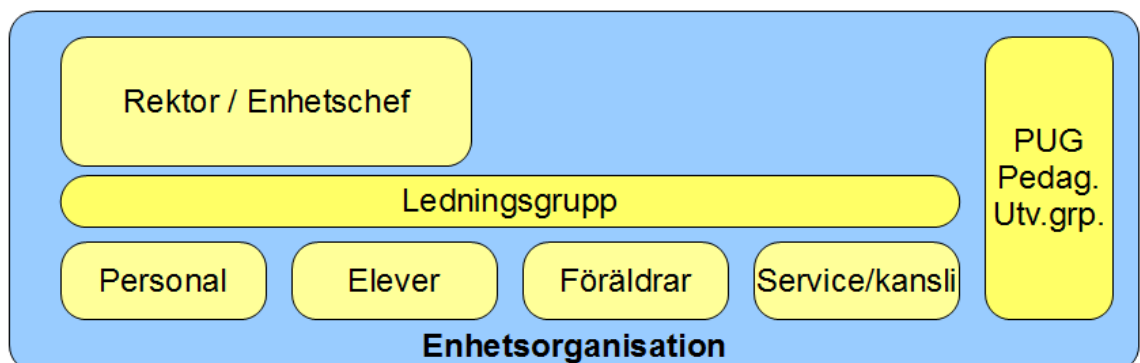 Rektor / Enhetschef
PUG
Pedag.
Utv.grp.
Ledningsgrupp
Personal
Elever
Föräldrar
Service/kansli
Enhetsorganisation